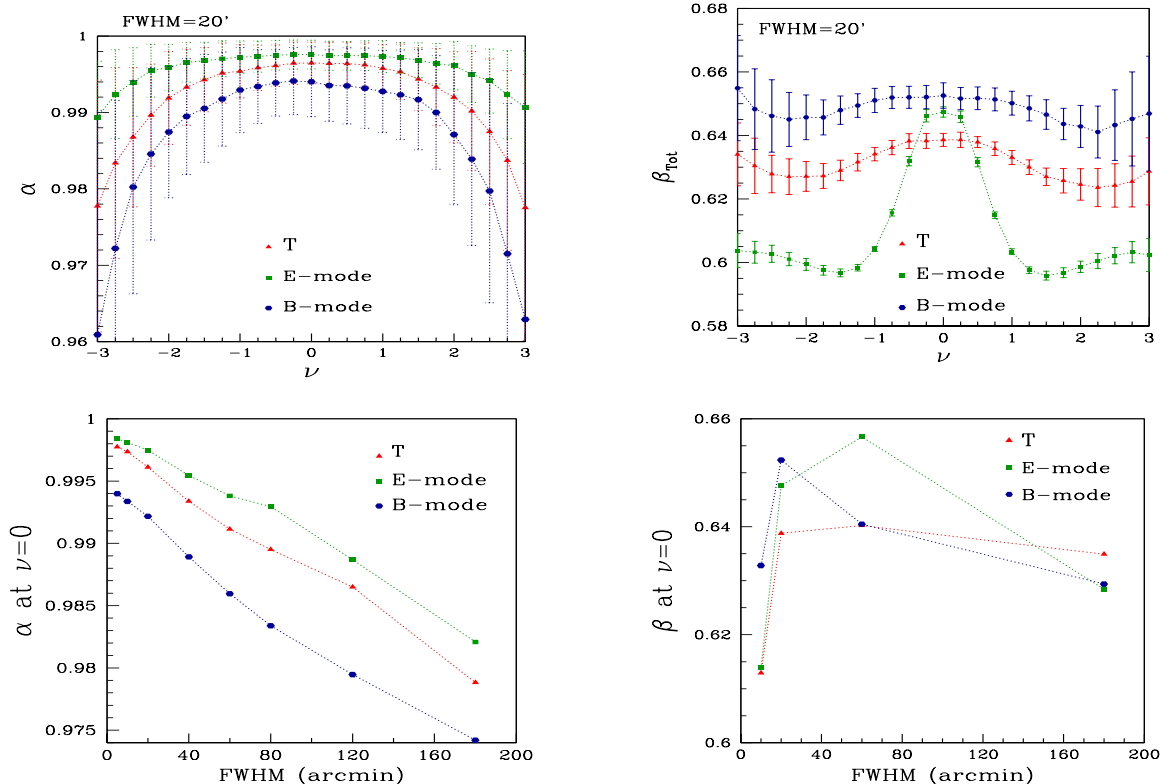 FWHM=20'
1
0.99
0.98
0.97
0.96
α
−3 −2 −1 0 1 2 3
ν
T
E−mode
B−mode
FWHM=20'
0.68
0.66
0.64
0.62
0.6
0.58
βTot
−3 −2 −1 0 1 2 3
ν
T
E−mode
B−mode
1
0.995
0.99
0.985
0.98
0.975
α at ν=0
0 40 80 120 160 200
FWHM (arcmin)
T
E−mode
B−mode
0.66
0.64
0.62
0.6
β at ν=0
0 40 80 120 160 200
FWHM (arcmin)
T
E−mode
B−mode